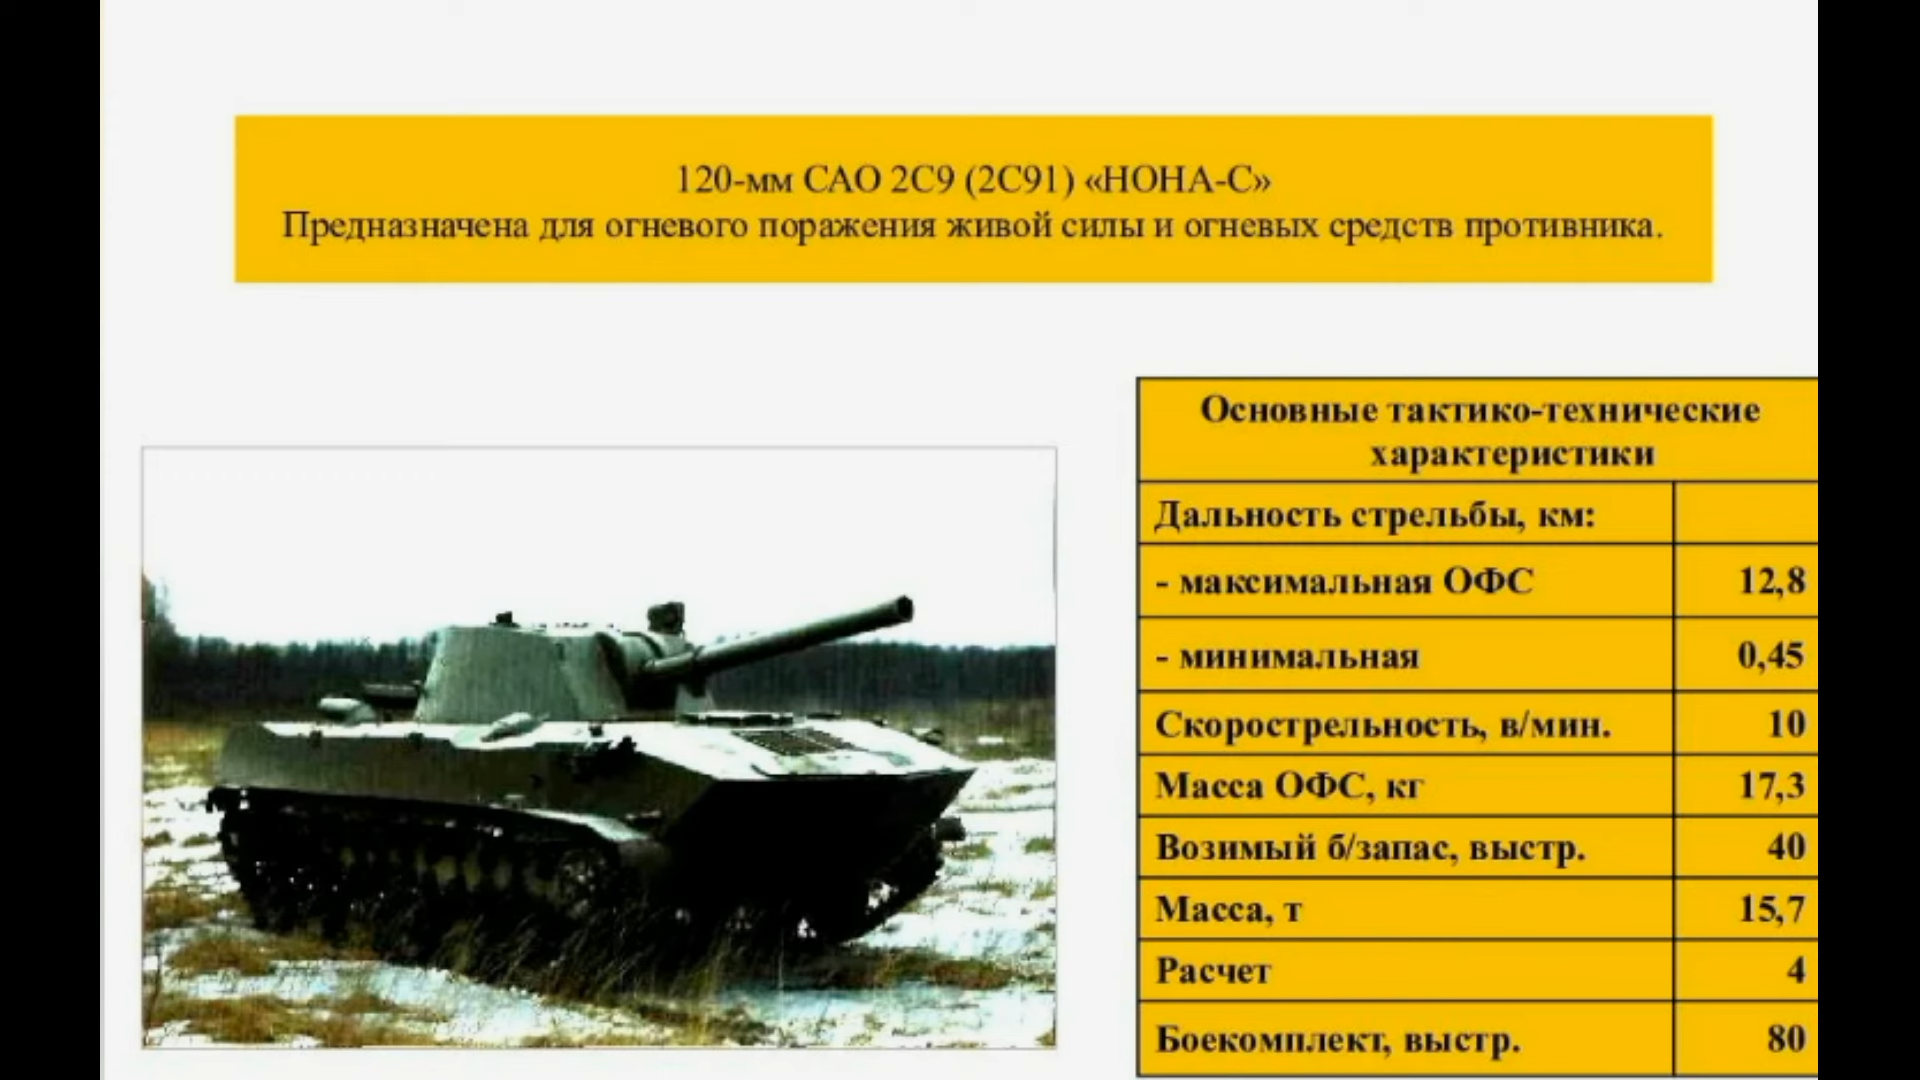 120-мм САО 2С9 (2С91) «НОНА-С»
Предназначена для огневого поражения живой силы и огневых средств противника.
Основные тактико-технические
характеристики
Дальность стрельбы, км:
- максимальная ОФС 12,8
- минимальная 0,45
Скорострельность, в/мин. 10
Масса ОФС, кг 17,3
Возимый б/запас, выстр. 40
Масса, т 15,7
Расчет 4
Боекомплект, выстр. 80